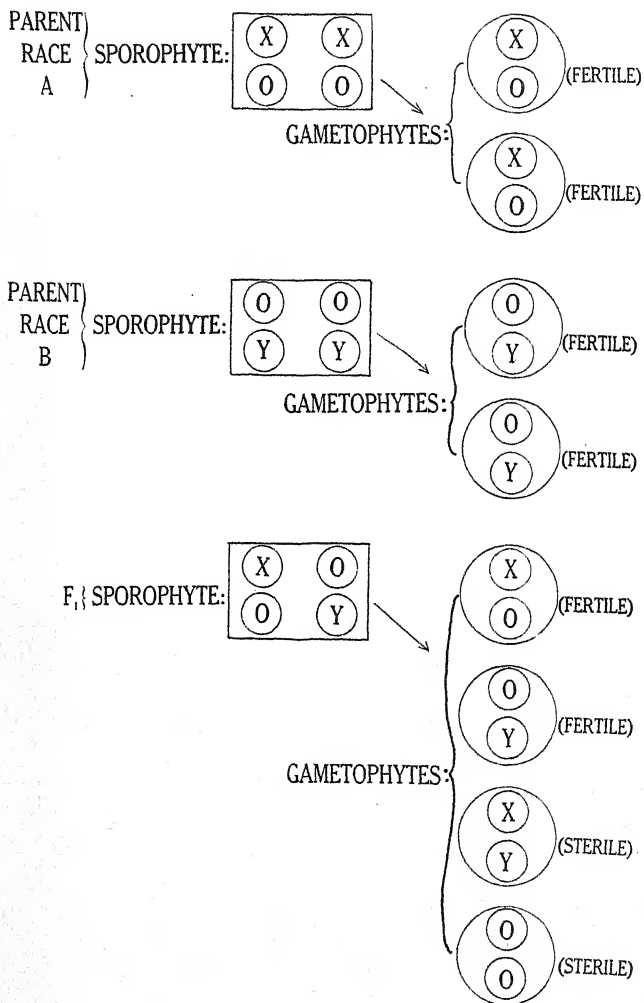 PARENT
RACE
A
SPOROPHYTE:
X X
O O
GAMETOPHYTES:
X
O
(FERTILE)
X
O
(FERTILE)
PARENT
RACE
B
SPOROPHYTE:
O O
Y Y
GAMETOPHYTES:
O
Y
(FERTILE)
O
Y
(FERTILE)
F₁ SPOROPHYTE:
X O
O Y
GAMETOPHYTES:
X
O
(FERTILE)
O
Y
(FERTILE)
X
Y
(STERILE)
O
O
(STERILE)